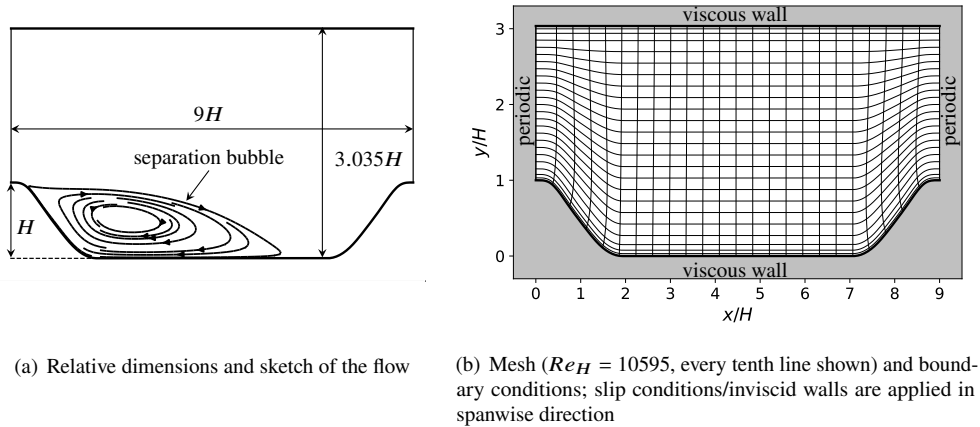 9H
separation bubble
3.035H
H
viscous wall
3
2
1
0
y/H
periodic
periodic
viscous wall
0 1 2 3 4 5 6 7 8 9
x/H
(a) Relative dimensions and sketch of the flow
(b) Mesh (Re_H = 10595, every tenth line shown) and bound-
ary conditions; slip conditions/inviscid walls are applied in
spanwise direction